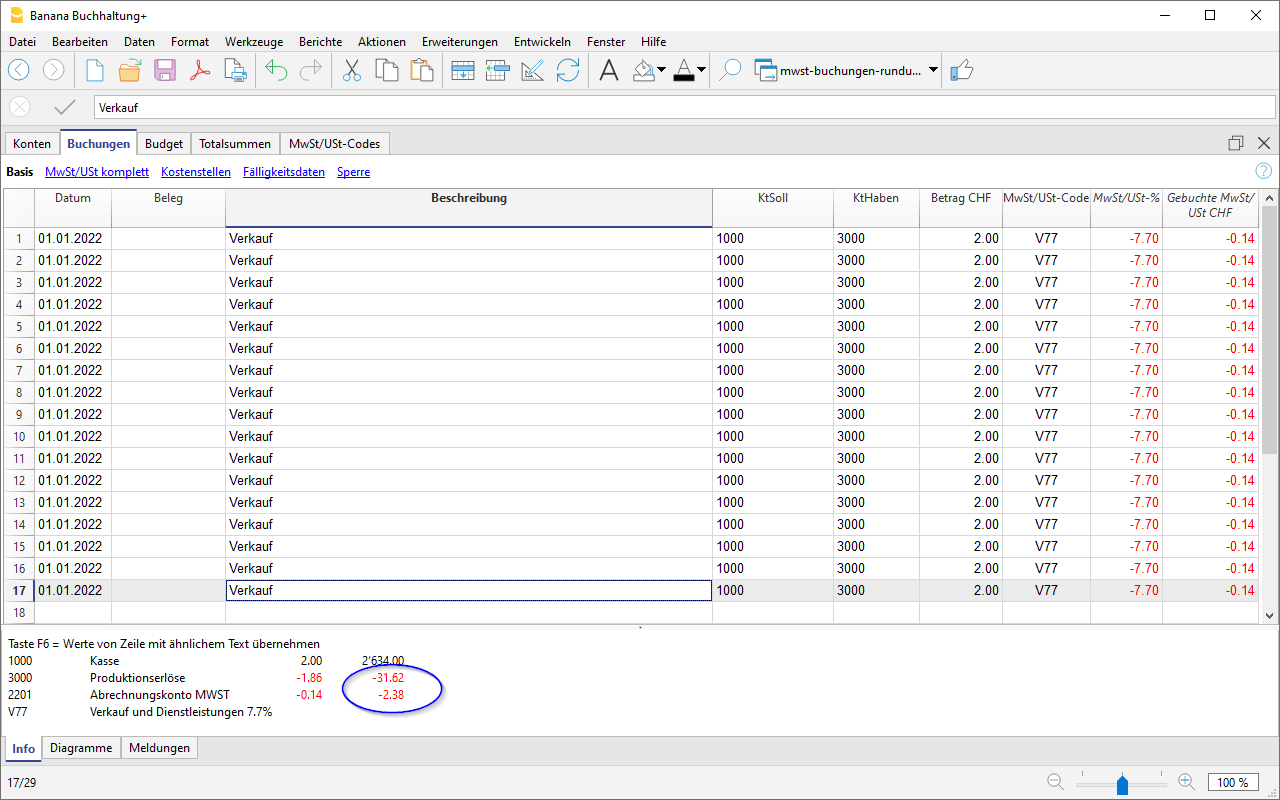 Banana Buchhaltung+
Datei Bearbeiten Daten Format Werkzeuge Berichte Aktionen Erweiterungen Entwickeln Fenster Hilfe
mwst-buchungen-rundu...
Verkauf
Konten Buchungen Budget Totalsummen MwSt/USt-Codes
Basis MwSt/USt komplett Kostenstellen Fälligkeitsdaten Sperre
Datum Beleg Beschreibung KtSoll KtHaben Betrag CHF MwSt/USt-Code MwSt/USt-% Gebuchte MwSt/
USt CHF
1 01.01.2022 Verkauf 1000 3000 2.00 V77 -7.70 -0.14
2 01.01.2022 Verkauf 1000 3000 2.00 V77 -7.70 -0.14
3 01.01.2022 Verkauf 1000 3000 2.00 V77 -7.70 -0.14
4 01.01.2022 Verkauf 1000 3000 2.00 V77 -7.70 -0.14
5 01.01.2022 Verkauf 1000 3000 2.00 V77 -7.70 -0.14
6 01.01.2022 Verkauf 1000 3000 2.00 V77 -7.70 -0.14
7 01.01.2022 Verkauf 1000 3000 2.00 V77 -7.70 -0.14
8 01.01.2022 Verkauf 1000 3000 2.00 V77 -7.70 -0.14
9 01.01.2022 Verkauf 1000 3000 2.00 V77 -7.70 -0.14
10 01.01.2022 Verkauf 1000 3000 2.00 V77 -7.70 -0.14
11 01.01.2022 Verkauf 1000 3000 2.00 V77 -7.70 -0.14
12 01.01.2022 Verkauf 1000 3000 2.00 V77 -7.70 -0.14
13 01.01.2022 Verkauf 1000 3000 2.00 V77 -7.70 -0.14
14 01.01.2022 Verkauf 1000 3000 2.00 V77 -7.70 -0.14
15 01.01.2022 Verkauf 1000 3000 2.00 V77 -7.70 -0.14
16 01.01.2022 Verkauf 1000 3000 2.00 V77 -7.70 -0.14
17 01.01.2022 Verkauf 1000 3000 2.00 V77 -7.70 -0.14
18
Taste F6 = Werte von Zeile mit ähnlichem Text übernehmen
1000 Kasse 2.00 2'634.00
3000 Produktionserlöse -1.86 -31.62
2201 Abrechnungskonto MWST -0.14 -2.38
V77 Verkauf und Dienstleistungen 7.7%
Info Diagramme Meldungen
17/29 100 %